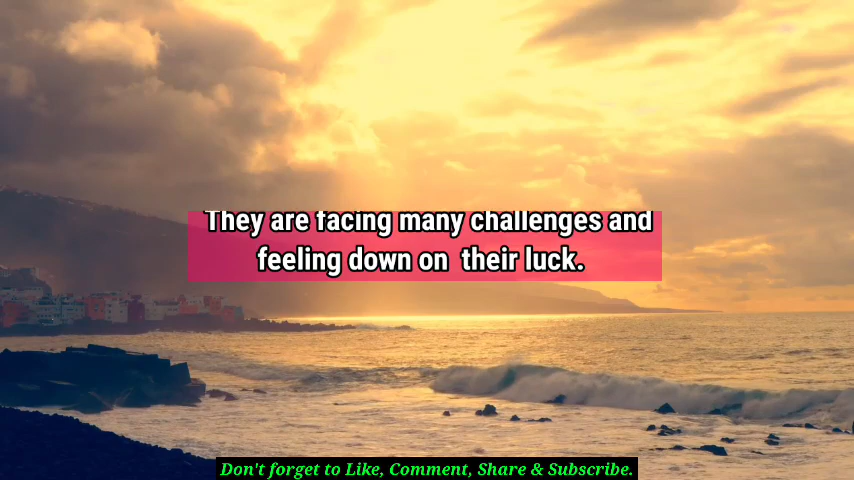 They are facing many challenges and
feeling down on  their luck.
Don't forget to Like, Comment, Share & Subscribe.